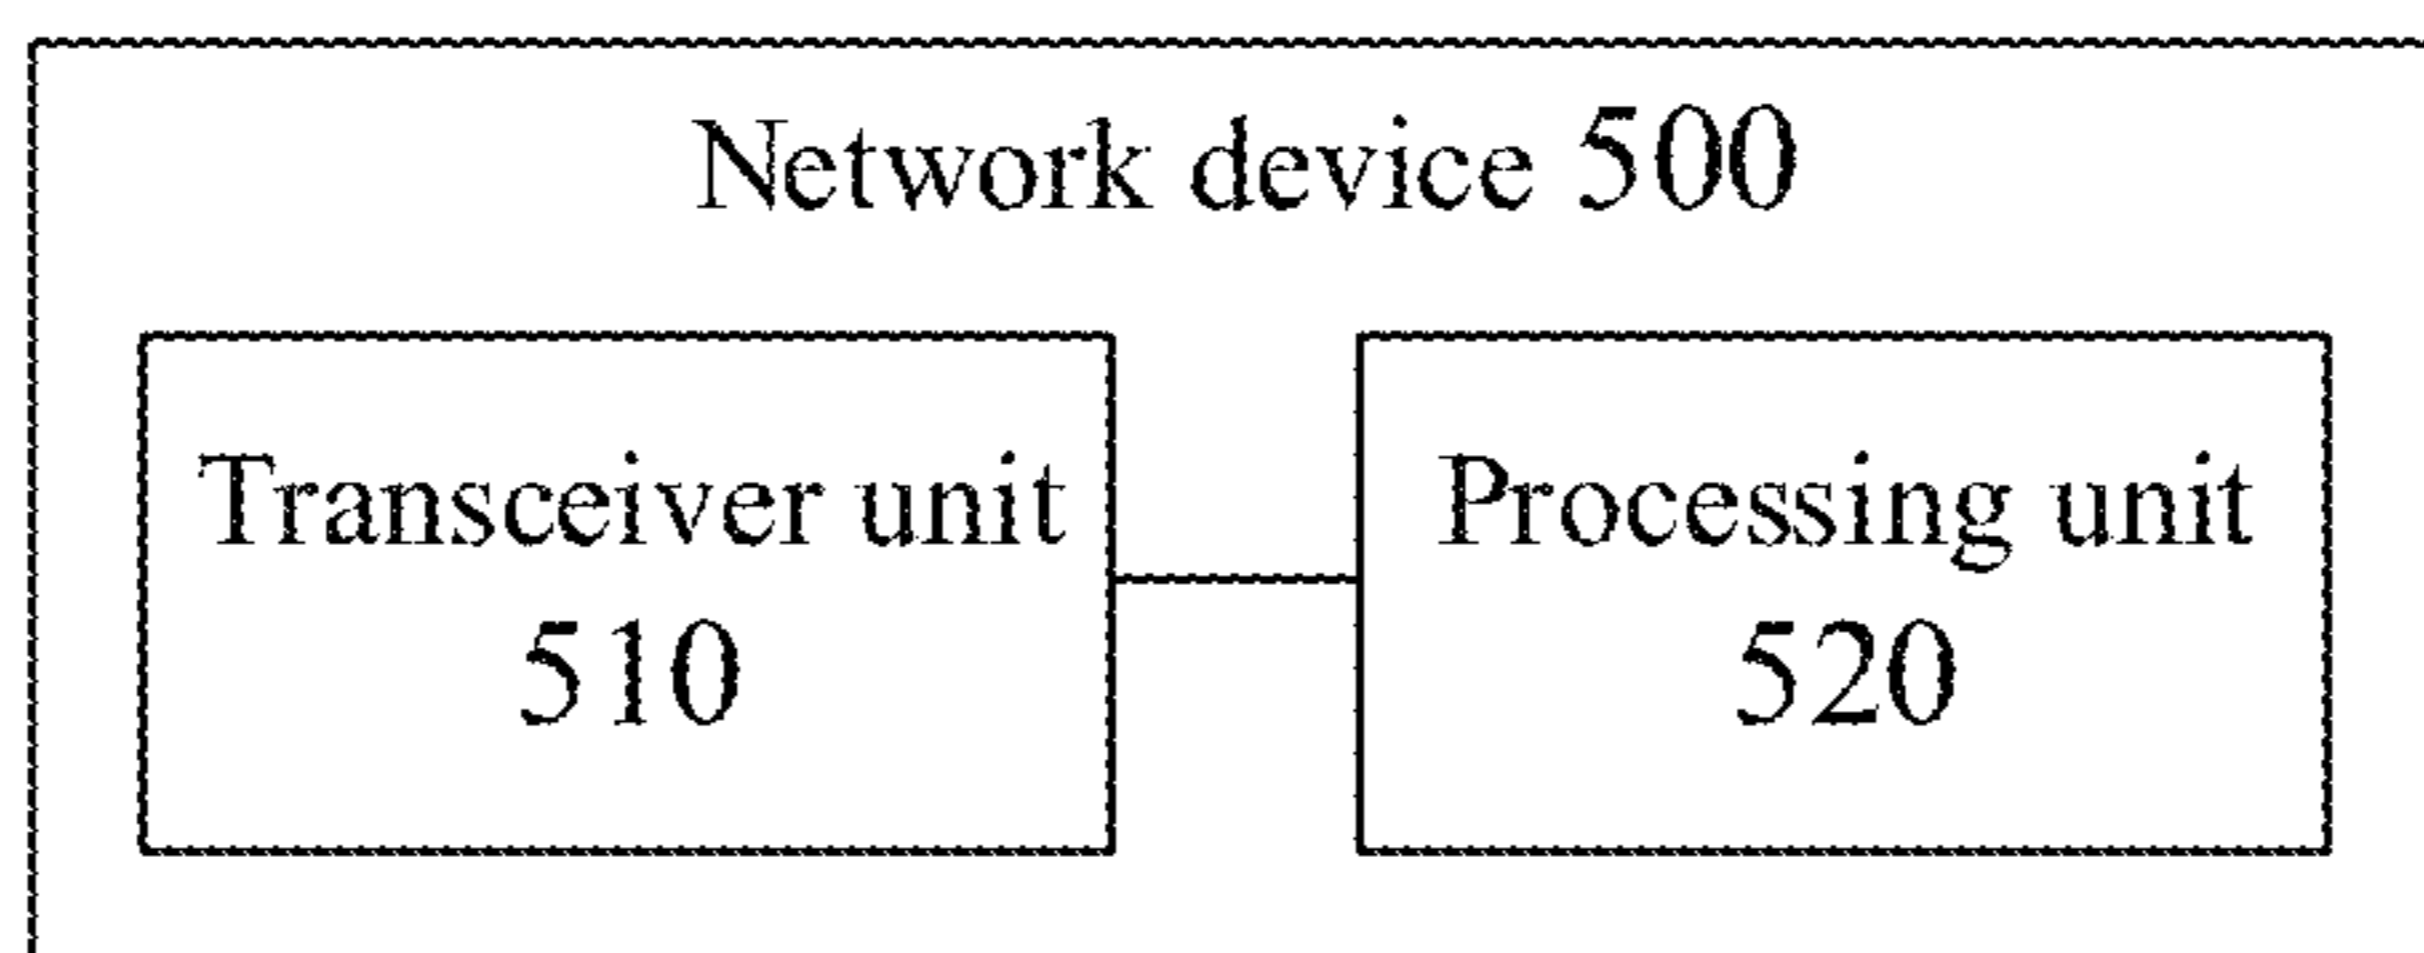 Network device 500
Transceiver unit
510
Processing unit
520